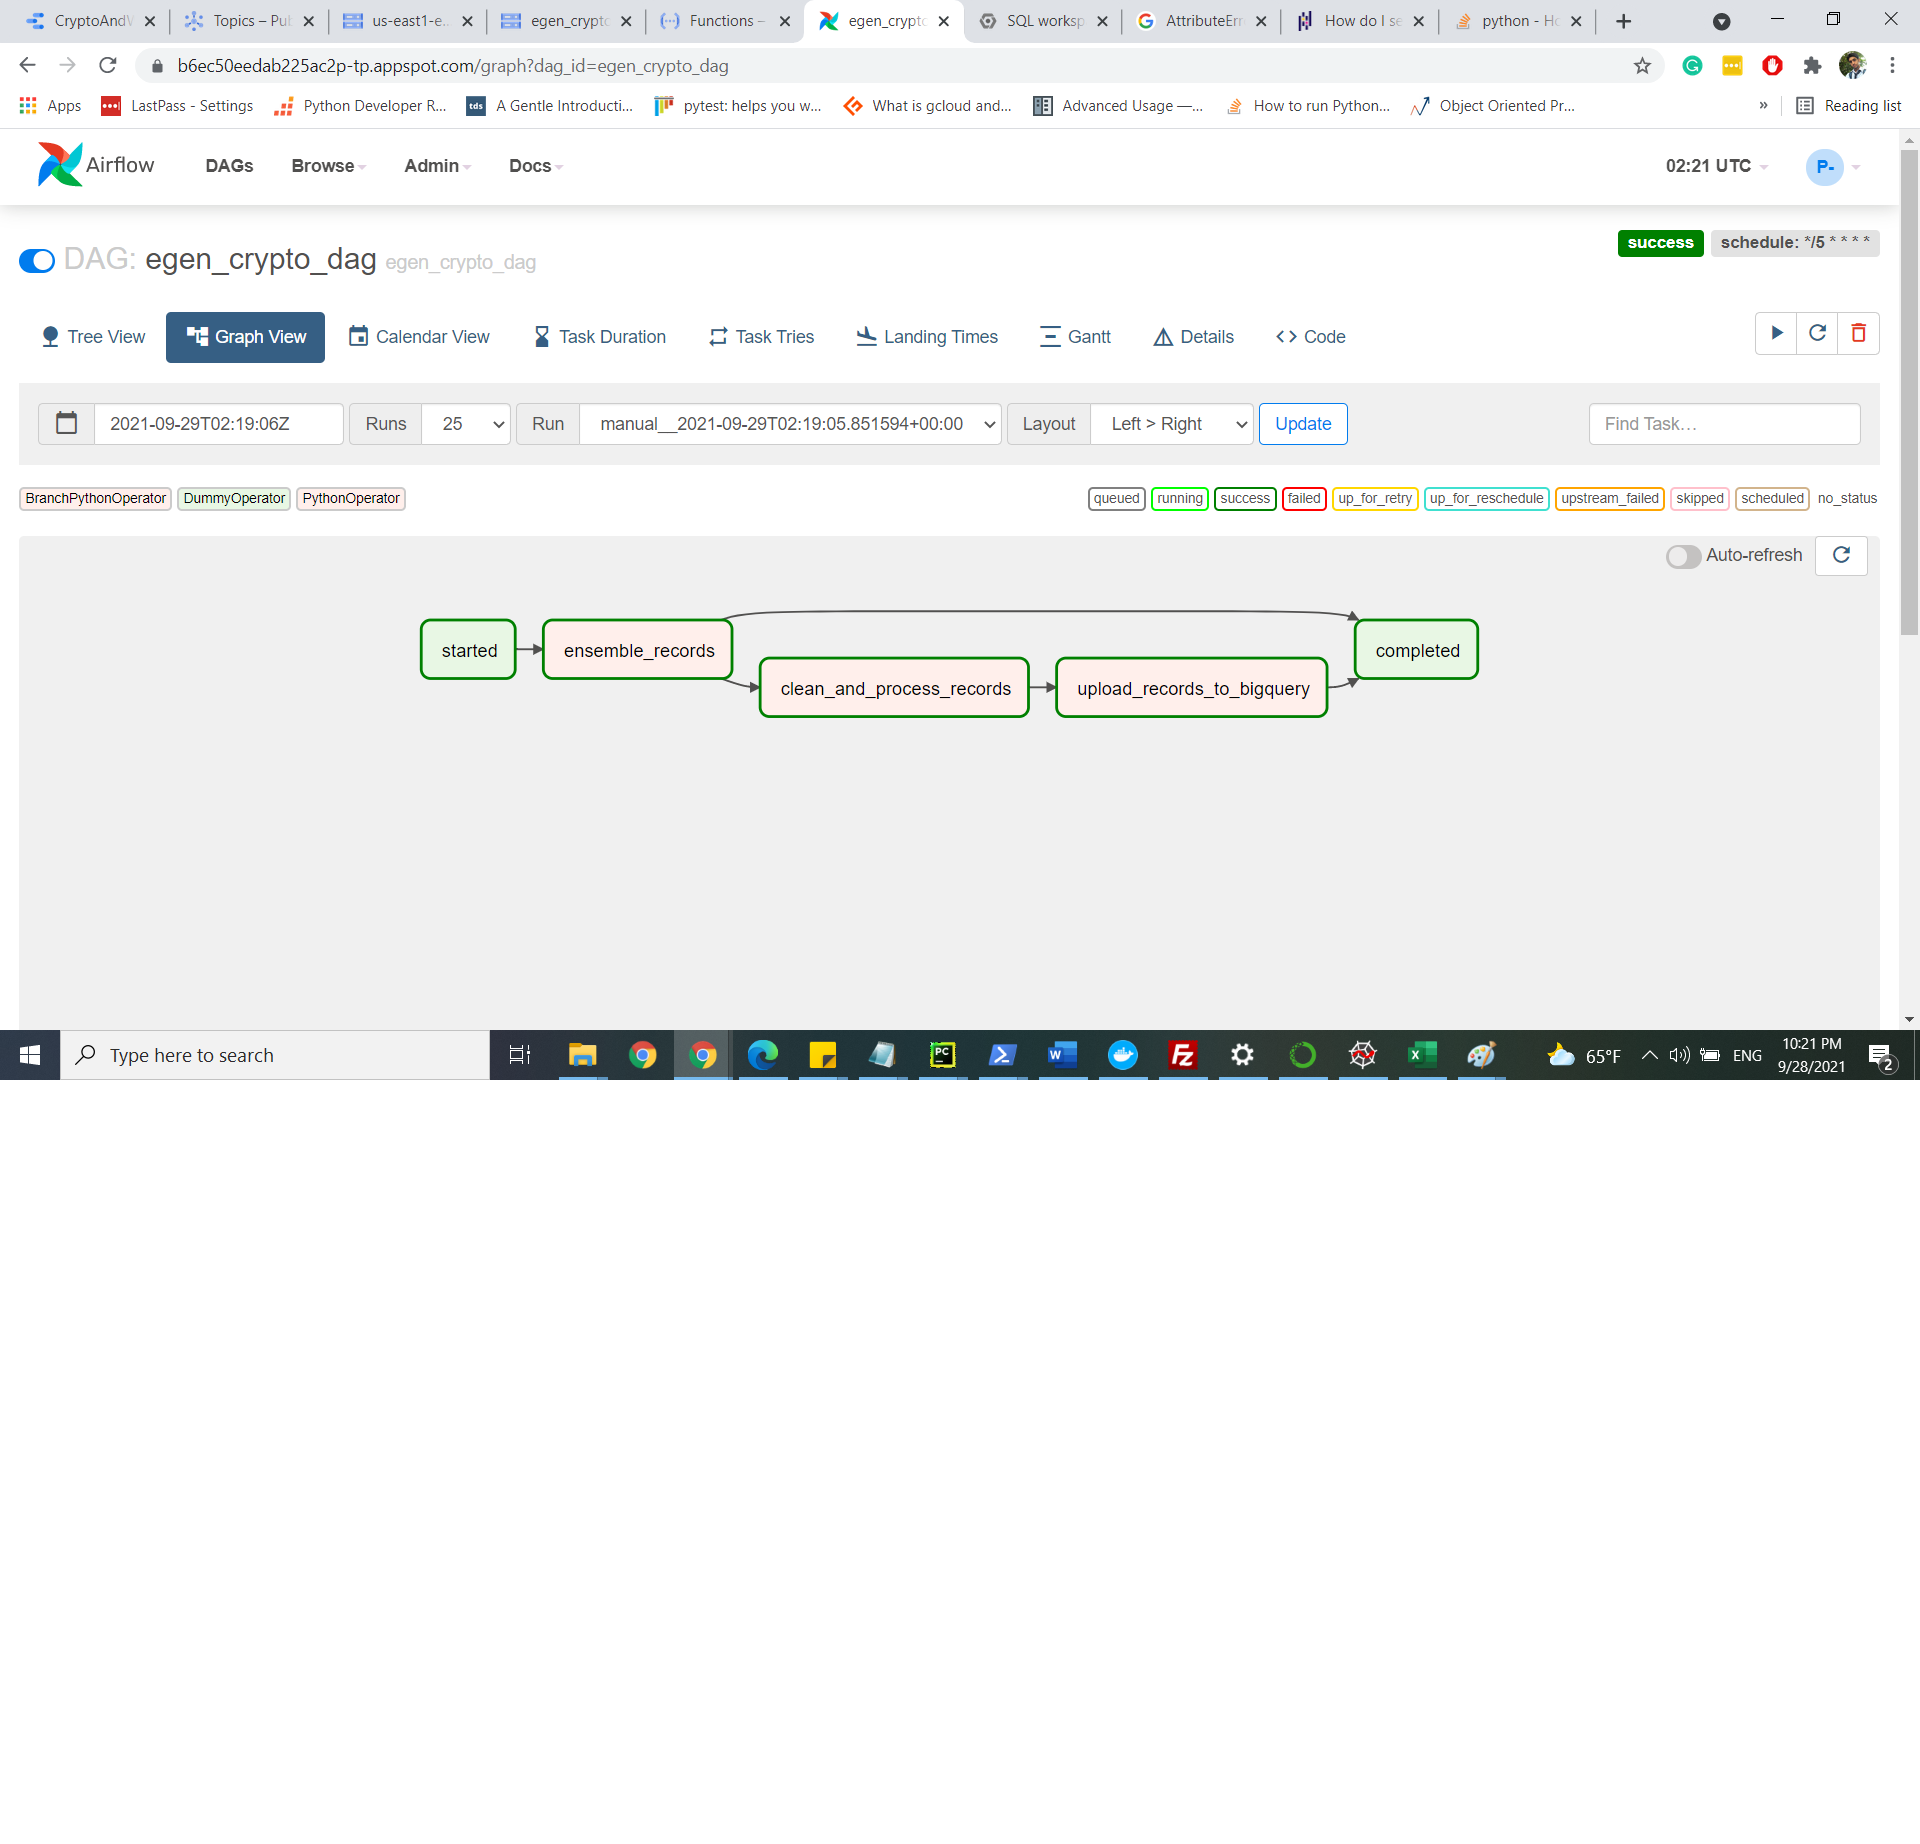 CryptoAndW
Topics – Pub
us-east1-e...
egen_crypto
Functions –
egen_crypto
SQL worksp
AttributeErr
How do I se
python - Ho
b6ec50eedab225ac2p-tp.appspot.com/graph?dag_id=egen_crypto_dag
Apps
LastPass - Settings
Python Developer R...
tds
A Gentle Introducti...
pytest: helps you w...
What is gcloud and...
Advanced Usage —...
How to run Python...
Object Oriented Pr...
»
Reading list
Airflow
DAGs
Browse
Admin
Docs
02:21 UTC
P-
DAG: egen_crypto_dag egen_crypto_dag
success
schedule: */5 * * * *
Tree View
Graph View
Calendar View
Task Duration
Task Tries
Landing Times
Gantt
Details
Code
2021-09-29T02:19:06Z
Runs
25
Run
manual__2021-09-29T02:19:05.851594+00:00
Layout
Left > Right
Update
Find Task…
BranchPythonOperator
DummyOperator
PythonOperator
queued
running
success
failed
up_for_retry
up_for_reschedule
upstream_failed
skipped
scheduled
no_status
Auto-refresh
started
ensemble_records
clean_and_process_records
upload_records_to_bigquery
completed
Type here to search
65°F
ENG
10:21 PM
9/28/2021
2